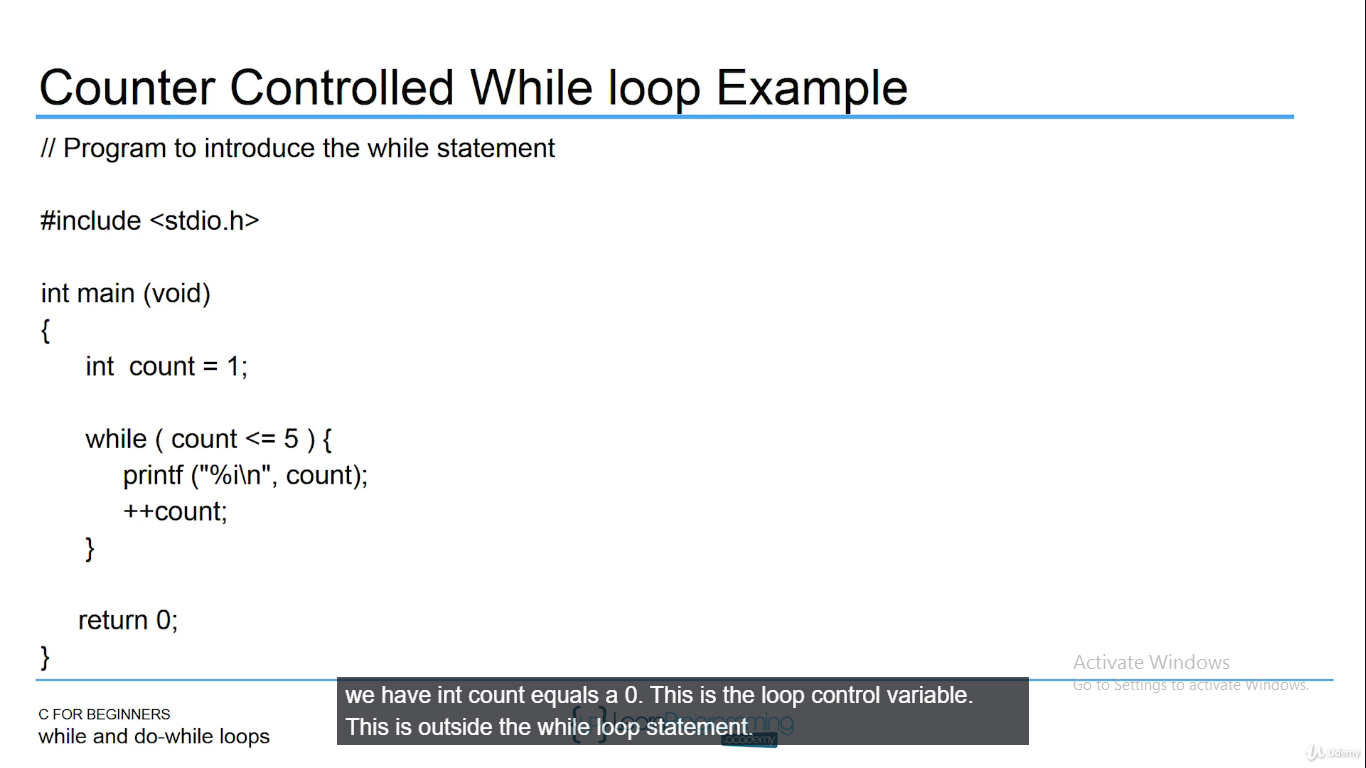 Counter Controlled While loop Example
// Program to introduce the while statement
#include <stdio.h>
int main (void)
{
int count = 1;
while ( count <= 5 ) {
printf ("%i\n", count);
++count;
}
return 0;
}
Activate Windows
Go to Settings to activate Windows.
we have int count equals a 0. This is the loop control variable.
This is outside the while loop statement.
C FOR BEGINNERS
while and do-while loops
LearnProgramming
academy
Udemy